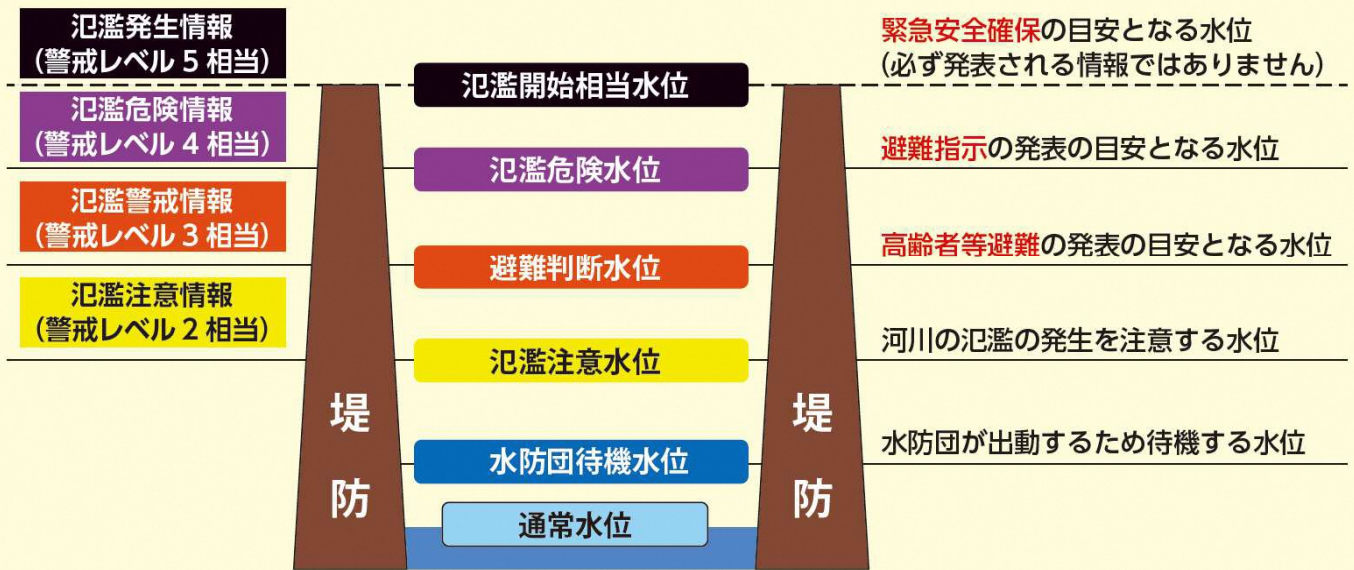 氾濫発生情報
(警戒レベル5相当)
氾濫開始相当水位
緊急安全確保の目安となる水位
(必ず発表される情報ではありません)
氾濫危険情報
(警戒レベル4相当)
氾濫危険水位
避難指示の発表の目安となる水位
氾濫警戒情報
(警戒レベル3相当)
避難判断水位
高齢者等避難の発表の目安となる水位
氾濫注意情報
(警戒レベル2相当)
氾濫注意水位
河川の氾濫の発生を注意する水位
水防団待機水位
水防団が出動するため待機する水位
通常水位
堤防
堤防